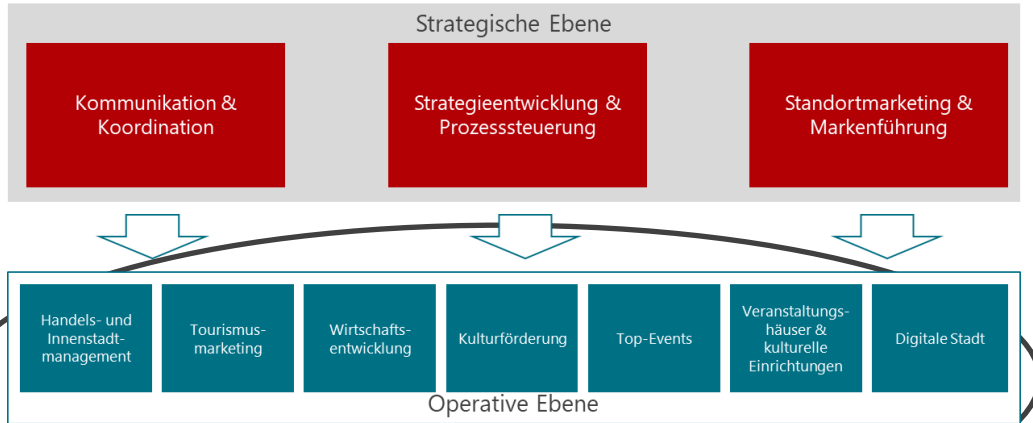 Strategische Ebene
Kommunikation &
Koordination
Strategieentwicklung &
Prozesssteuerung
Standortmarketing &
Markenführung
Handels- und
Innenstadt-
management
Tourismus-
marketing
Wirtschafts-
entwicklung
Kulturförderung
Top-Events
Veranstaltungs-
häuser &
kulturelle
Einrichtungen
Digitale Stadt
Operative Ebene